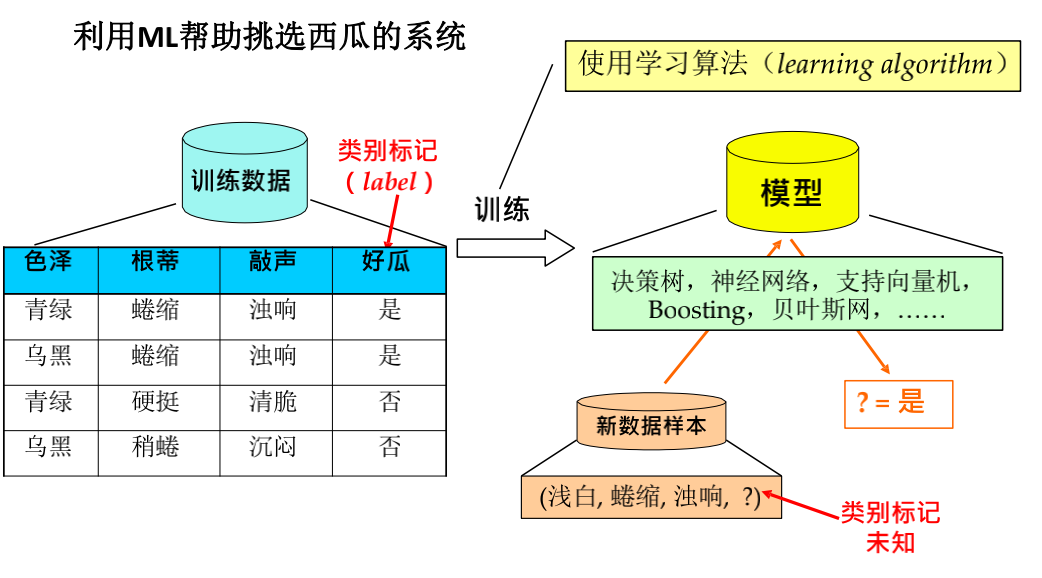 利用ML帮助挑选西瓜的系统
使用学习算法（learning algorithm）
训练数据
类别标记
（label）
训练
模型
色泽 根蒂 敲声 好瓜
青绿 蜷缩 浊响 是
乌黑 蜷缩 浊响 是
青绿 硬挺 清脆 否
乌黑 稍蜷 沉闷 否
决策树，神经网络，支持向量机，
Boosting，贝叶斯网，……
? = 是
新数据样本
(浅白, 蜷缩, 浊响, ?)
类别标记
未知